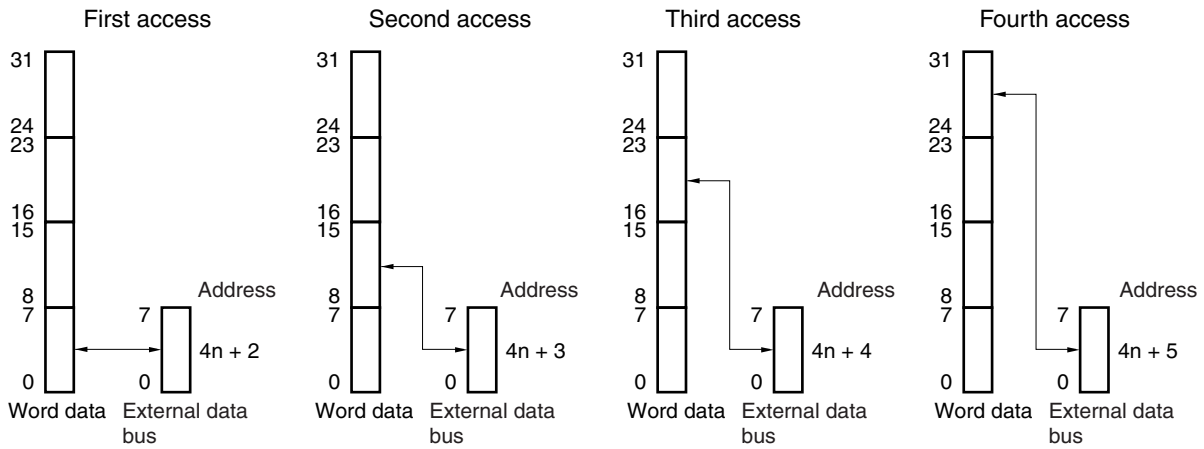 First access
31
24
23
16
15
8
7
0
Address
7
4n + 2
0
Word data
External data
bus
Second access
31
24
23
16
15
8
7
0
Address
7
4n + 3
0
Word data
External data
bus
Third access
31
24
23
16
15
8
7
0
Address
7
4n + 4
0
Word data
External data
bus
Fourth access
31
24
23
16
15
8
7
0
Address
7
4n + 5
0
Word data
External data
bus